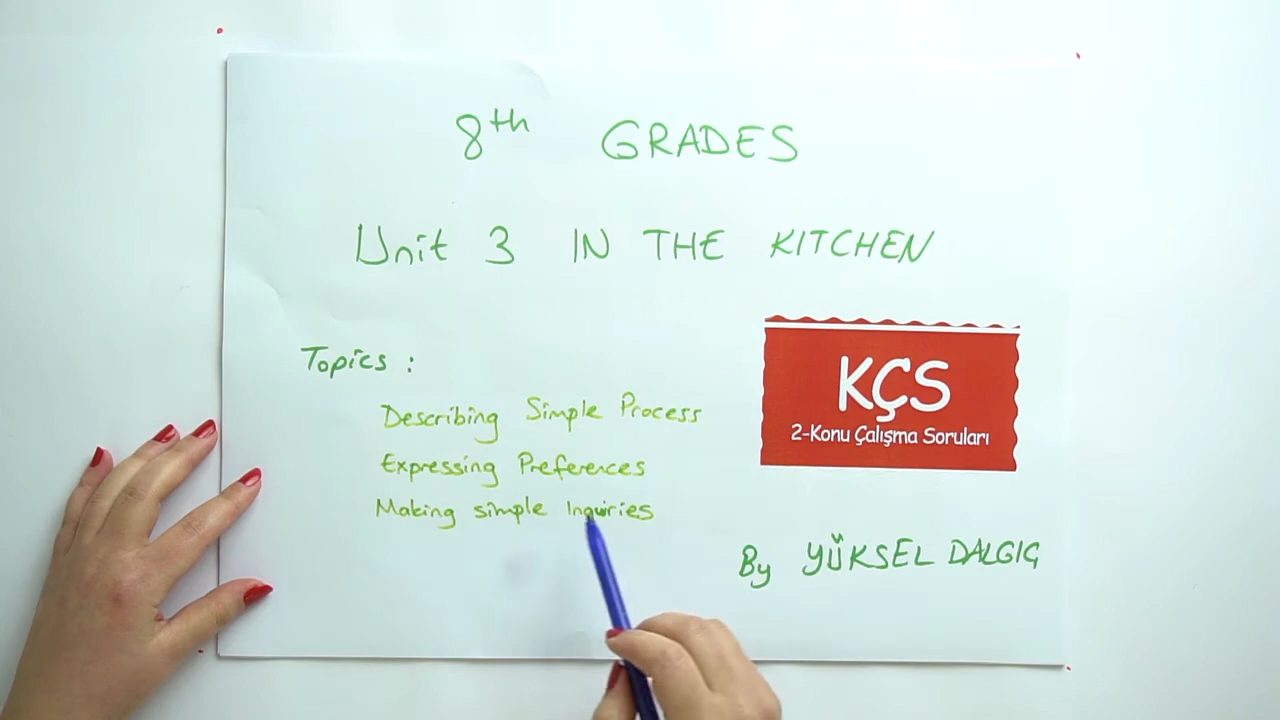 8th GRADES
Unit 3 IN THE KITCHEN
Topics :
Describing Simple Process
Expressing Preferences
Making simple Inquiries
KÇS
2-Konu Çalışma Soruları
By YÜKSEL DALGIÇ